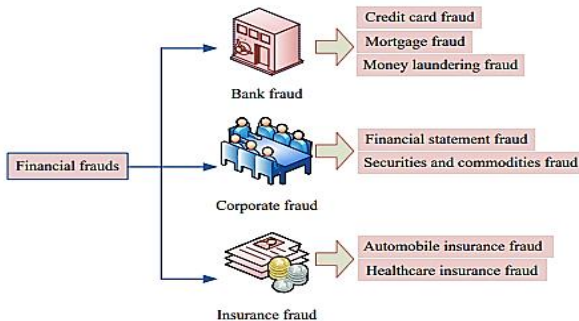 Credit card fraud
Mortgage fraud
Money laundering fraud
Bank fraud
Financial statement fraud
Financial frauds
Securities and commodities fraud
Corporate fraud
Automobile insurance fraud
Healthcare insurance fraud
Insurance fraud